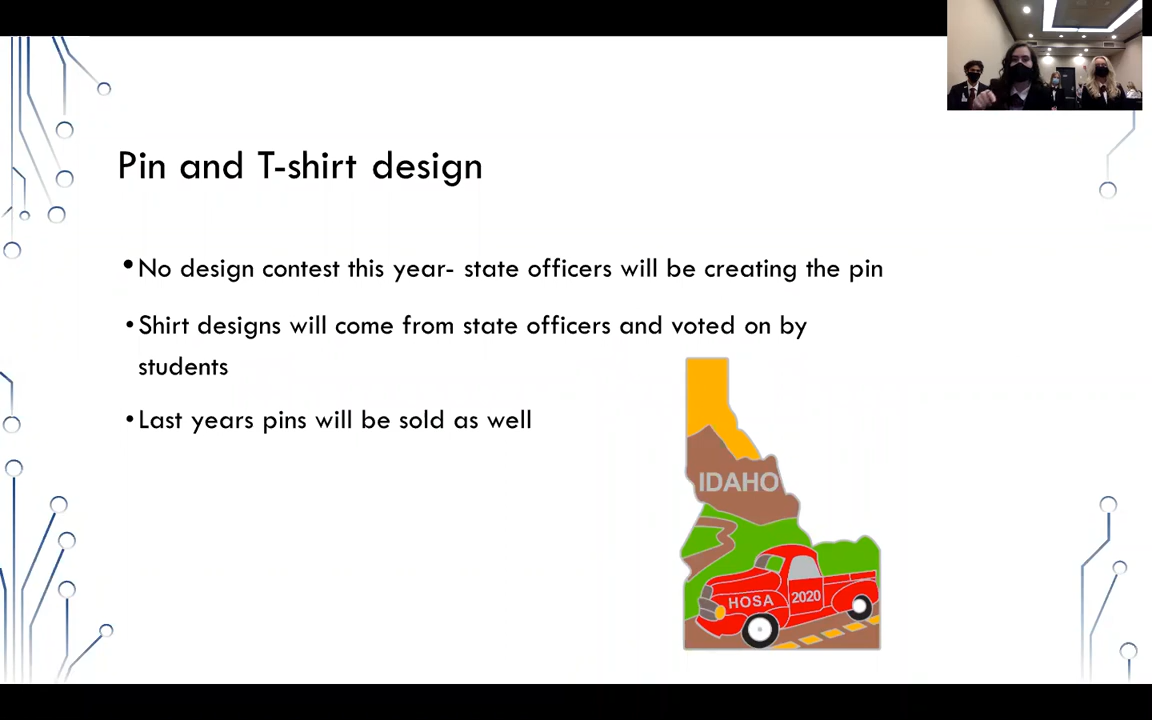 Pin and T-shirt design
•No design contest this year- state officers will be creating the pin
•Shirt designs will come from state officers and voted on by
students
•Last years pins will be sold as well
IDAHO
HOSA 2020